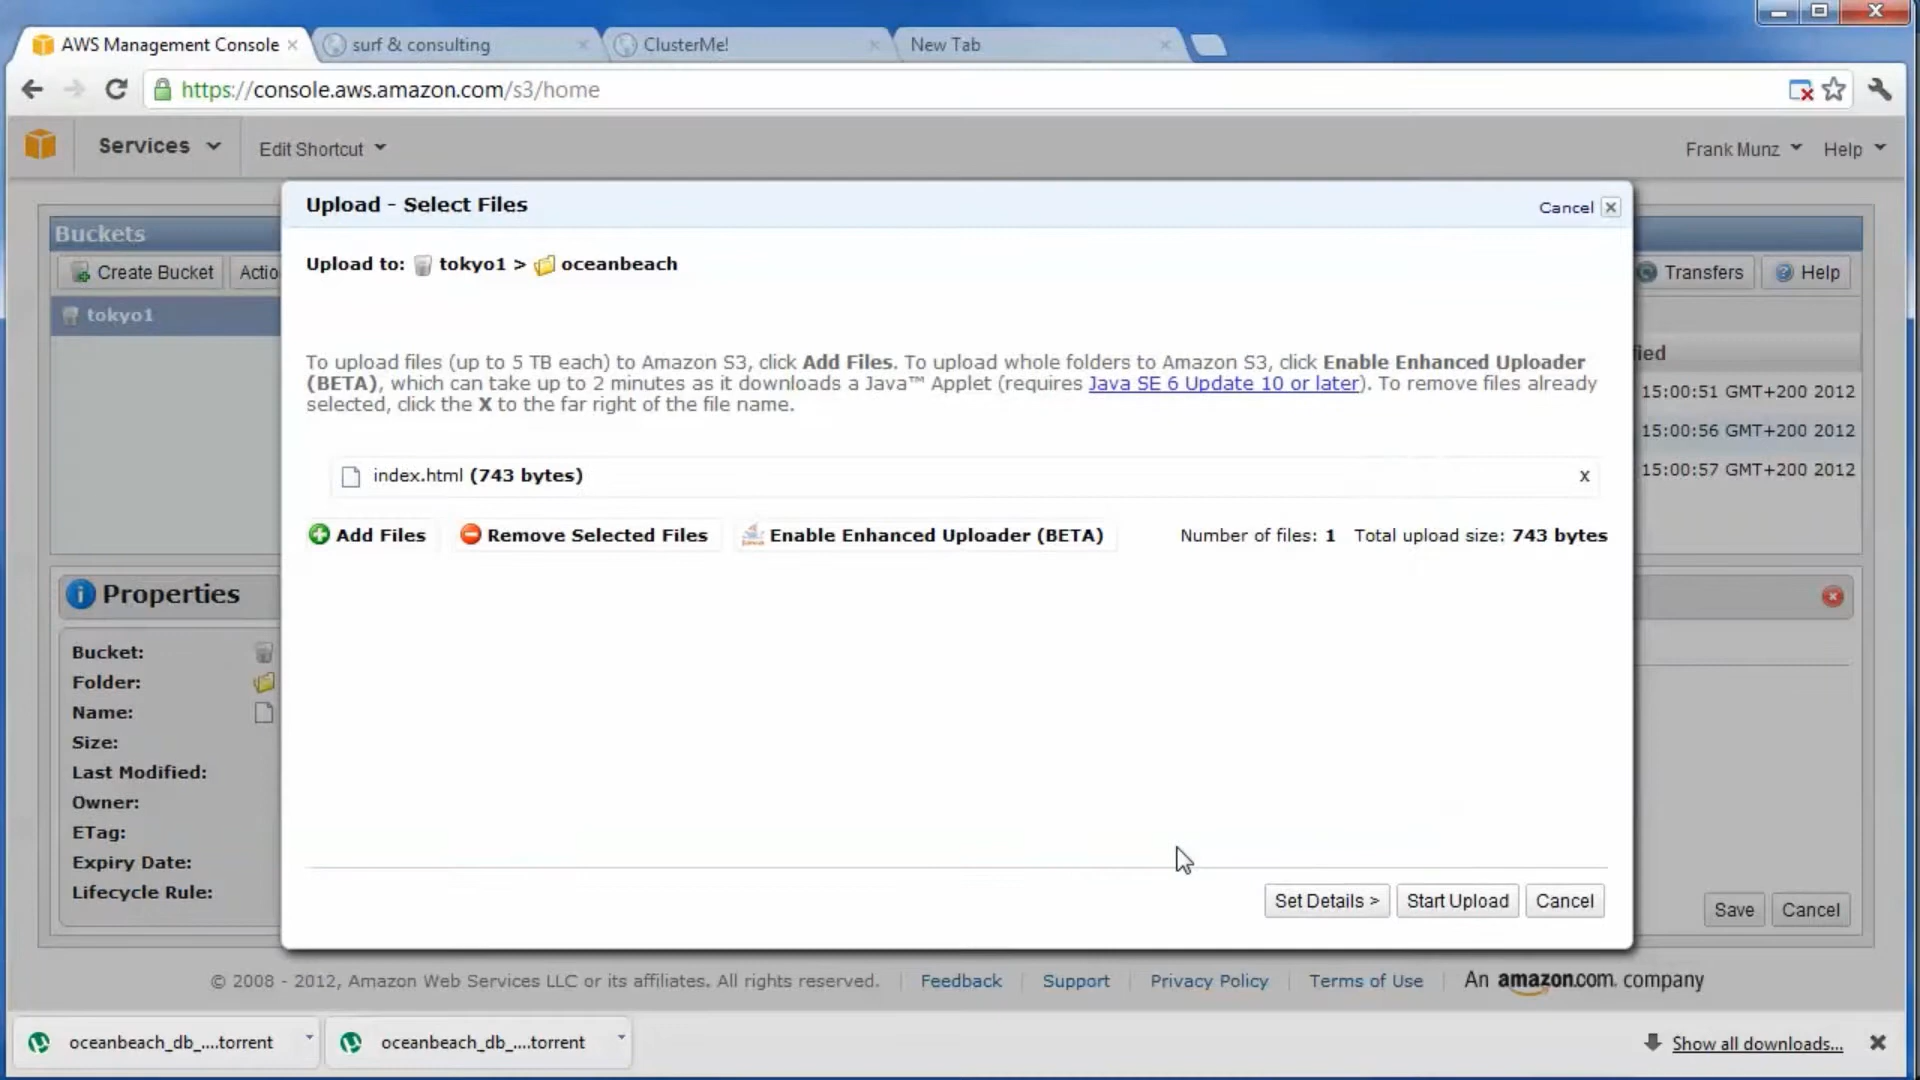 AWS Management Console
surf & consulting
ClusterMe!
New Tab
https://console.aws.amazon.com/s3/home
Services
Edit Shortcut
Frank Munz
Help
Upload - Select Files
Cancel
Buckets
Create Bucket
Actio
Transfers
Help
Upload to: tokyo1 > oceanbeach
tokyo1
To upload files (up to 5 TB each) to Amazon S3, click Add Files. To upload whole folders to Amazon S3, click Enable Enhanced Uploader
(BETA), which can take up to 2 minutes as it downloads a Java™ Applet (requires Java SE 6 Update 10 or later). To remove files already
selected, click the X to the far right of the file name.
fied
15:00:51 GMT+200 2012
15:00:56 GMT+200 2012
15:00:57 GMT+200 2012
index.html (743 bytes)
x
Add Files
Remove Selected Files
Enable Enhanced Uploader (BETA)
Number of files: 1
Total upload size: 743 bytes
Properties
Bucket:
Folder:
Name:
Size:
Last Modified:
Owner:
ETag:
Expiry Date:
Lifecycle Rule:
Set Details >
Start Upload
Cancel
Save
Cancel
© 2008 - 2012, Amazon Web Services LLC or its affiliates. All rights reserved.
Feedback
Support
Privacy Policy
Terms of Use
An amazon.com. company
oceanbeach_db_....torrent
oceanbeach_db_....torrent
Show all downloads...